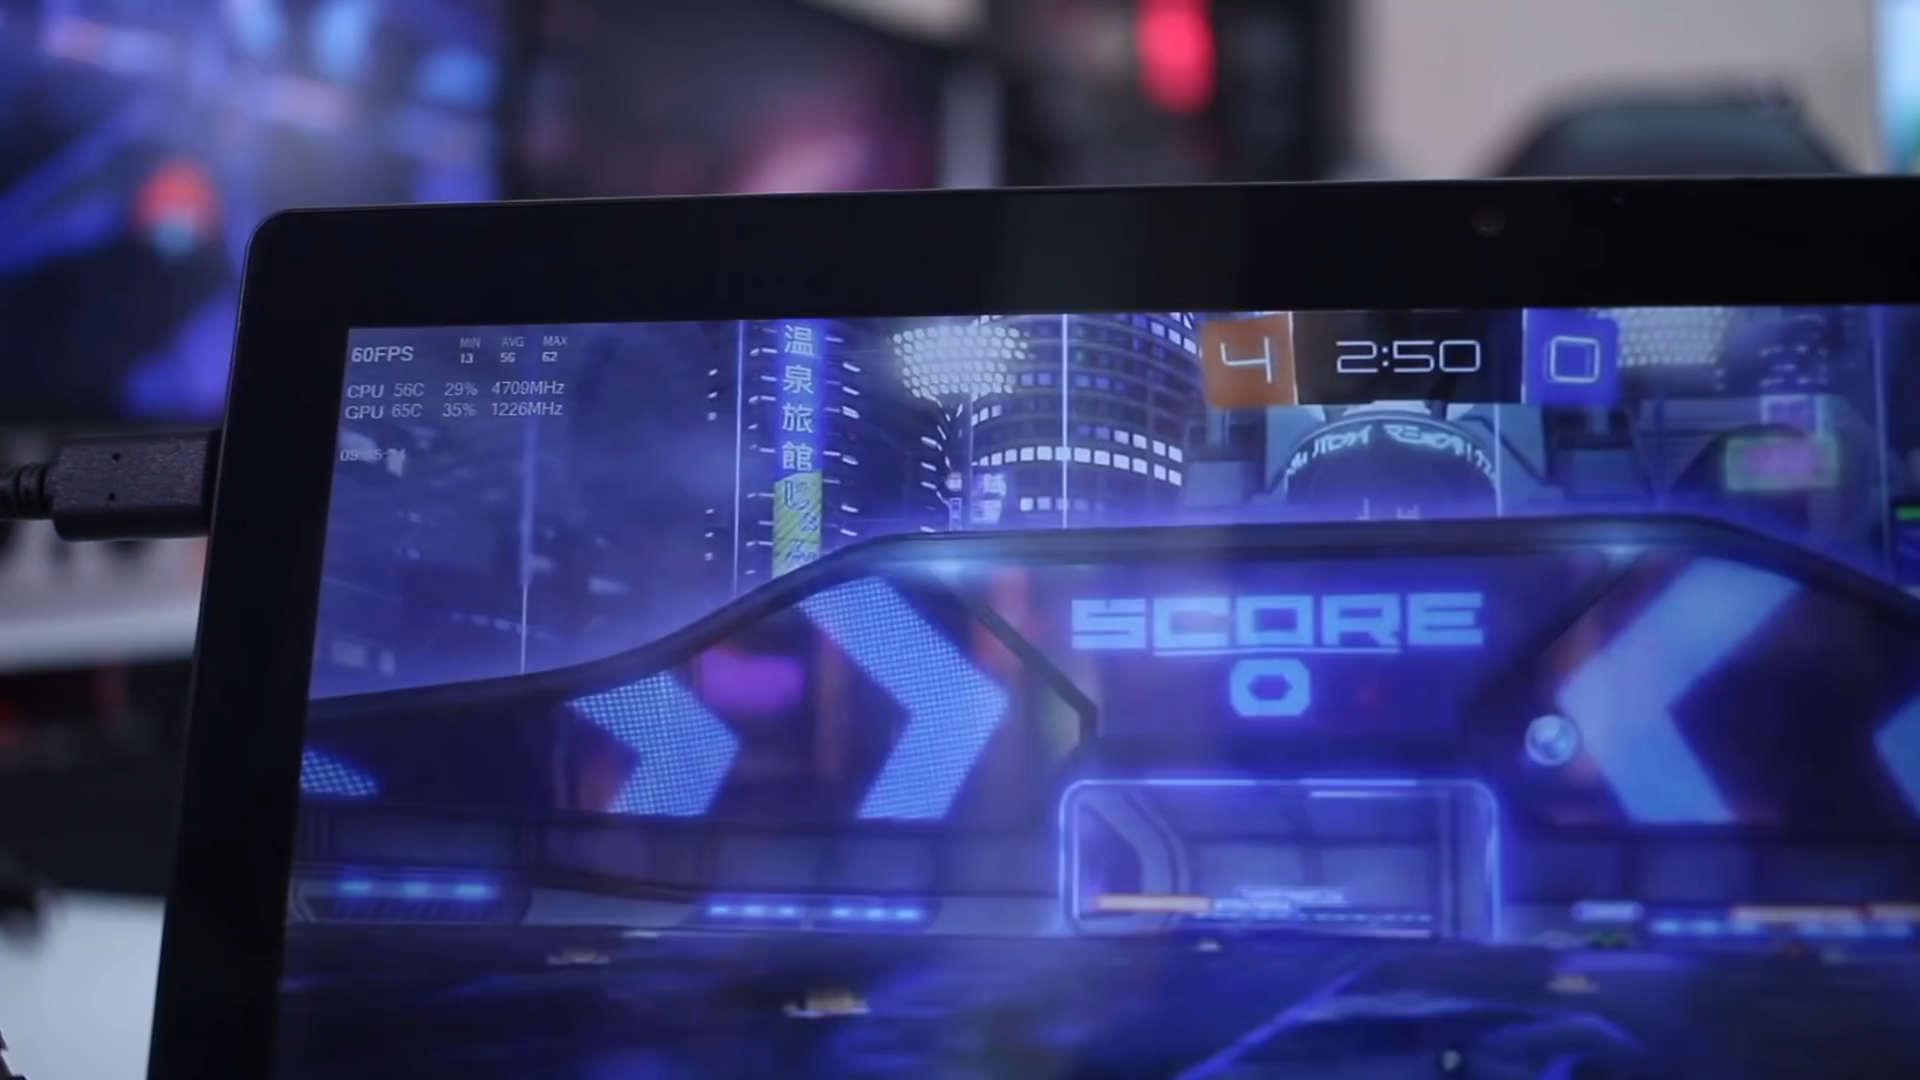 60FPS
MIN AVG MAX
13 56 62
CPU 56C 29% 4709MHz
GPU 65C 35% 1226MHz
温泉旅館
4 2:50 0
SCORE
0